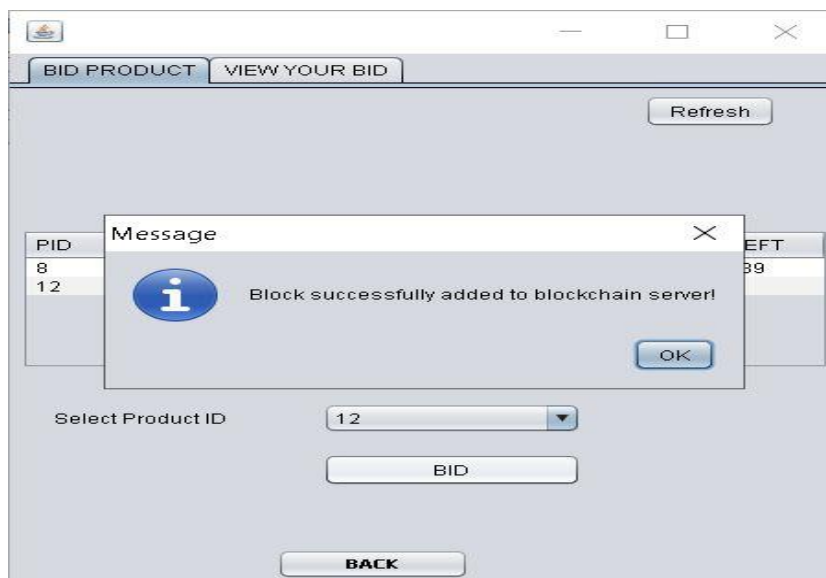 BID PRODUCT VIEW YOUR BID
Refresh
Message
PID EFT
8 39
12
Block successfully added to blockchain server!
OK
Select Product ID 12
BID
BACK